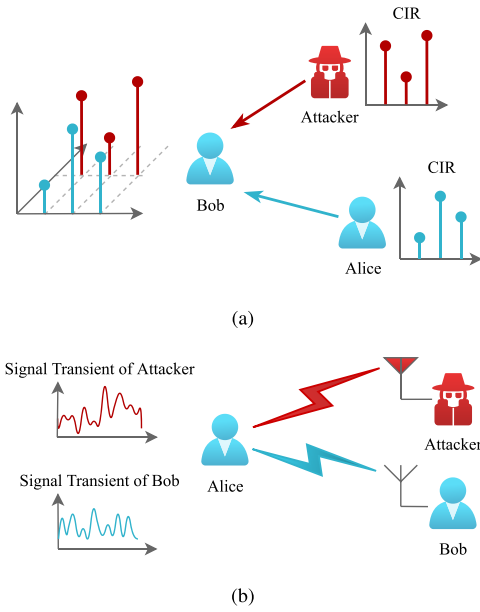 CIR
Attacker
Bob
CIR
Alice
(a)
Signal Transient of Attacker
Alice
Attacker
Signal Transient of Bob
Bob
(b)